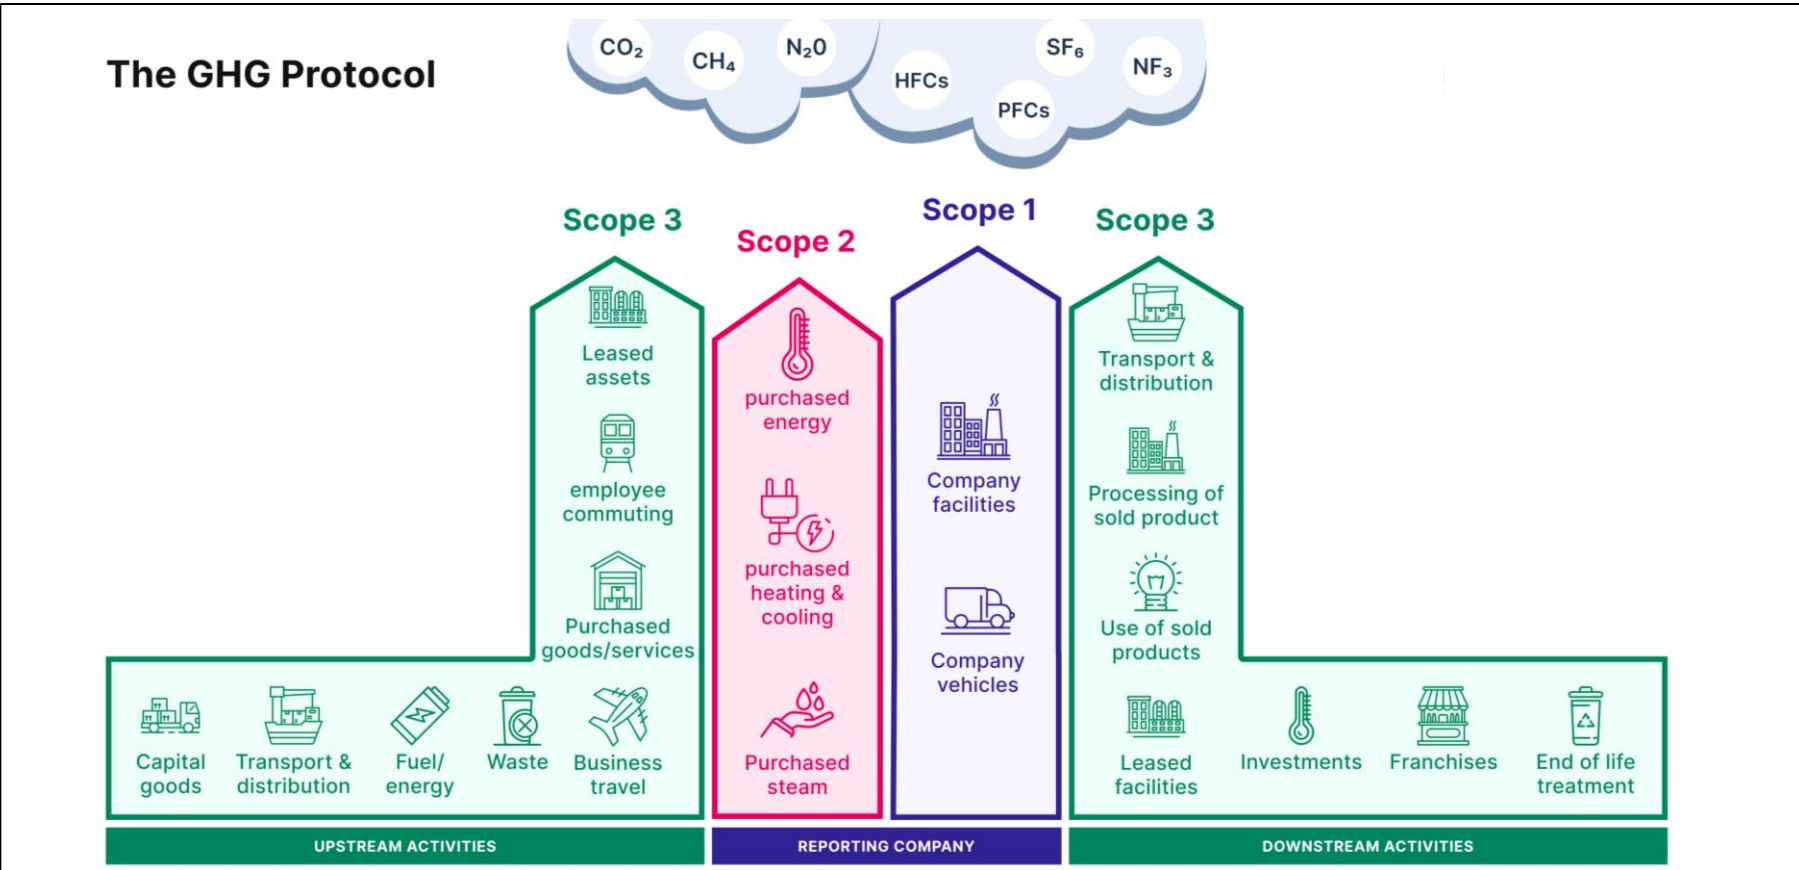 The GHG Protocol
CO₂
CH₄
N₂0
HFCs
PFCs
SF₆
NF₃
Scope 3
Leased
assets
employee
commuting
Purchased
goods/services
Capital
goods
Transport &
distribution
Fuel/
energy
Waste
Business
travel
UPSTREAM ACTIVITIES
Scope 2
purchased
energy
purchased
heating &
cooling
Purchased
steam
Scope 1
Company
facilities
Company
vehicles
REPORTING COMPANY
Scope 3
Transport &
distribution
Processing of
sold product
Use of sold
products
Leased
facilities
Investments
Franchises
End of life
treatment
DOWNSTREAM ACTIVITIES